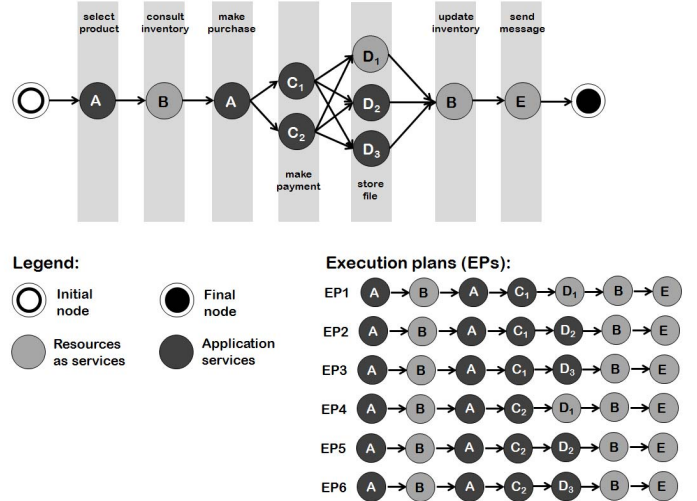 select
product
consult
inventory
make
purchase
update
inventory
send
message
A
B
A
C1
C2
D1
D2
D3
B
E
make
payment
store
file
Legend:
Initial
node
Final
node
Resources
as services
Application
services
Execution plans (EPs):
EP1 A B A C1 D1 B E
EP2 A B A C1 D2 B E
EP3 A B A C1 D3 B E
EP4 A B A C2 D1 B E
EP5 A B A C2 D2 B E
EP6 A B A C2 D3 B E